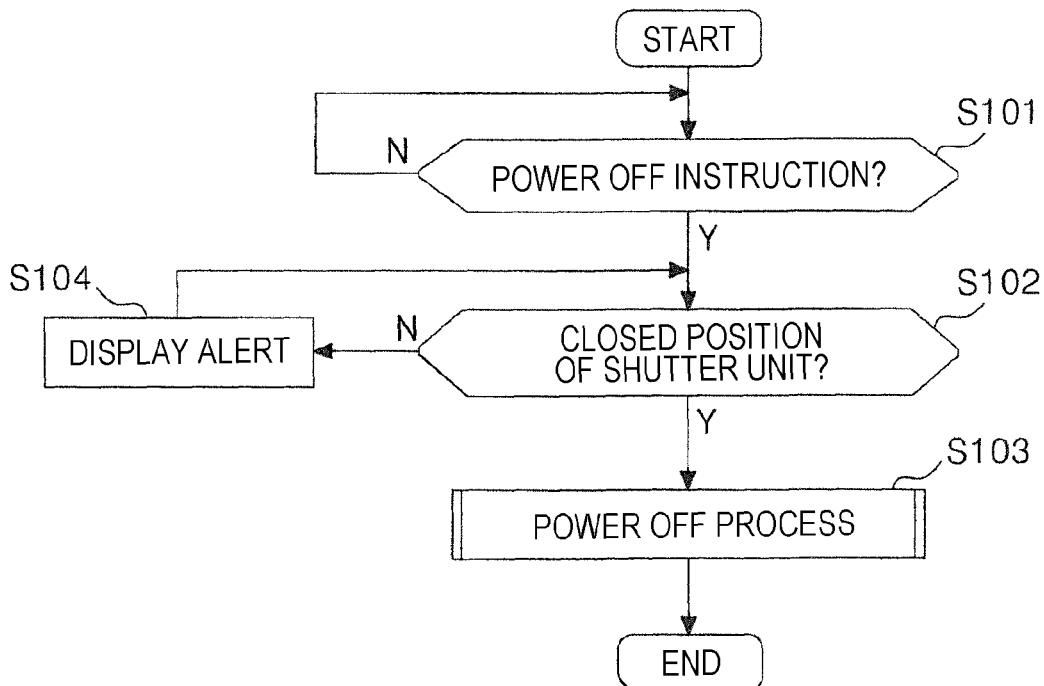 START
S101
N
POWER OFF INSTRUCTION?
Y
S104
S102
N
DISPLAY ALERT
CLOSED POSITION
OF SHUTTER UNIT?
Y
S103
POWER OFF PROCESS
END